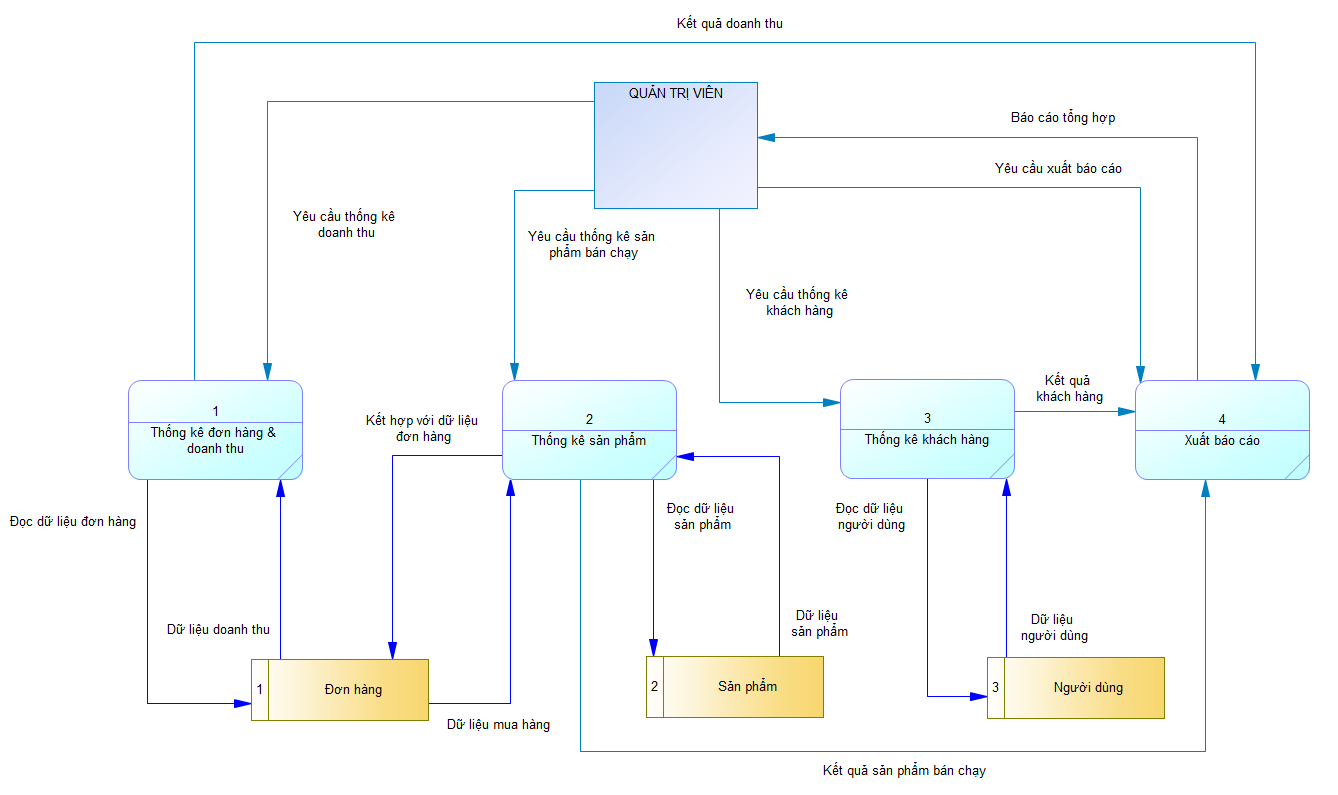 Kết quả doanh thu
QUẢN TRỊ VIÊN
Báo cáo tổng hợp
Yêu cầu xuất báo cáo
Yêu cầu thống kê
doanh thu
Yêu cầu thống kê sản
phẩm bán chạy
Yêu cầu thống kê
khách hàng
1
Thống kê đơn hàng &
doanh thu
Kết hợp với dữ liệu
đơn hàng
2
Thống kê sản phẩm
3
Thống kê khách hàng
Kết quả
khách hàng
4
Xuất báo cáo
Đọc dữ liệu đơn hàng
Đọc dữ liệu
sản phẩm
Đọc dữ liệu
người dùng
Dữ liệu doanh thu
Dữ liệu
sản phẩm
Dữ liệu
người dùng
1
Đơn hàng
2
Sản phẩm
3
Người dùng
Dữ liệu mua hàng
Kết quả sản phẩm bán chạy